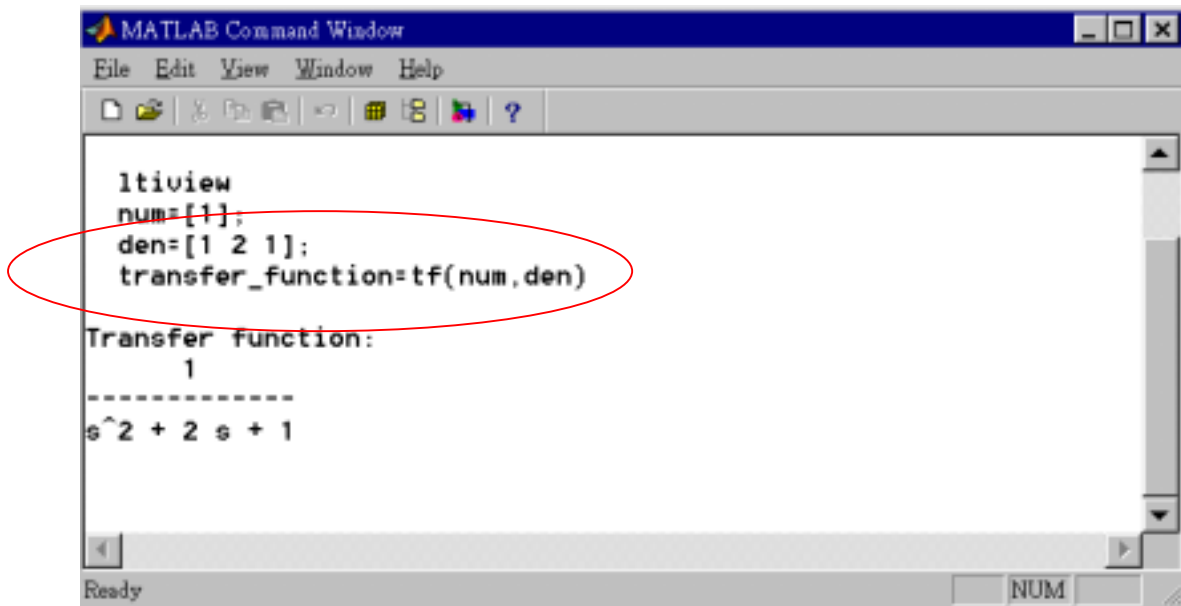 MATLAB Command Window
File Edit View Window Help
ltiview
num=[1];
den=[1 2 1];
transfer_function=tf(num,den)
Transfer function:
1
-------------
s^2 + 2 s + 1
Ready NUM